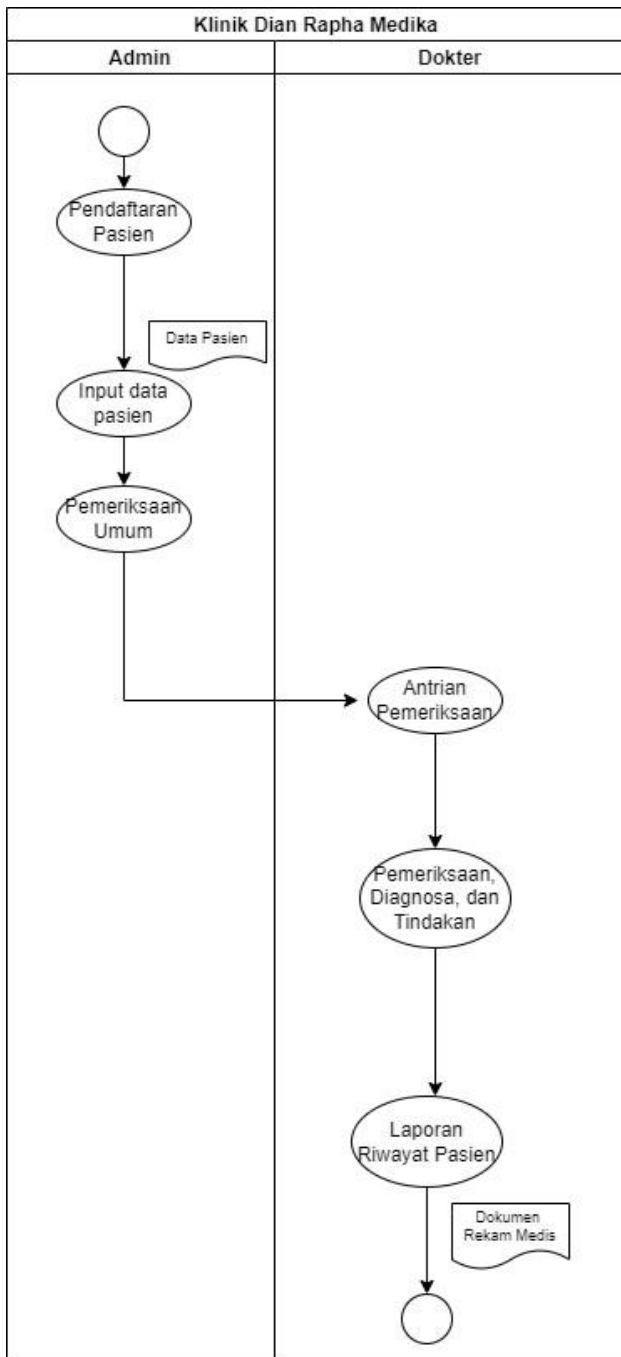 Klinik Dian Rapha Medika
Admin
Dokter
Pendaftaran
Pasien
Data Pasien
Input data
pasien
Pemeriksaan
Umum
Antrian
Pemeriksaan
Pemeriksaan,
Diagnosa, dan
Tindakan
Laporan
Riwayat Pasien
Dokumen
Rekam Medis